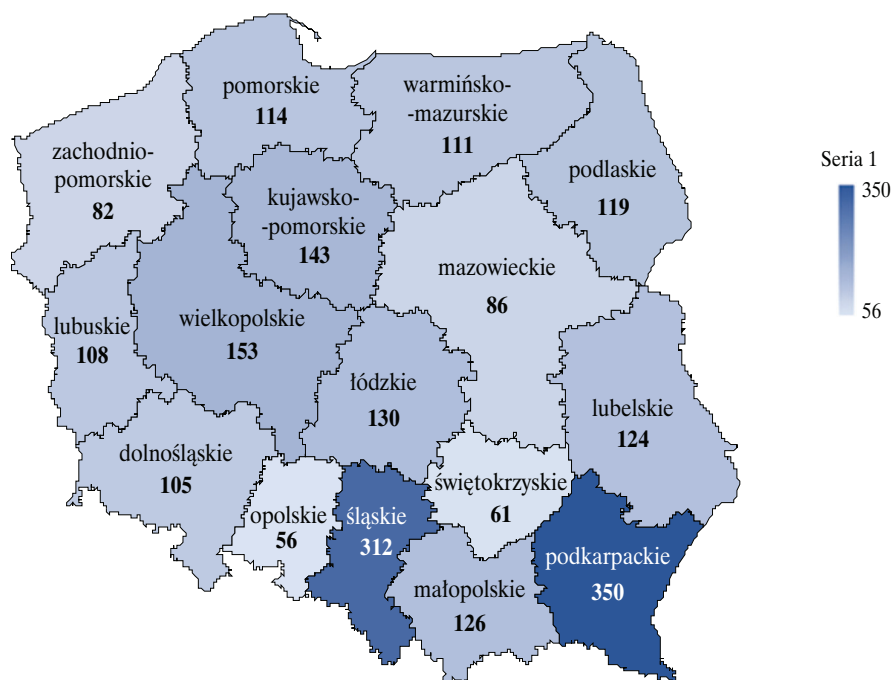 pomorskie
114
warmińsko-
-mazurskie
111
zachodnio-
pomorskie
82
kujawsko-
-pomorskie
143
podlaskie
119
Seria 1
350
56
mazowieckie
86
lubuskie
108
wielkopolskie
153
łódzkie
130
lubelskie
124
dolnośląskie
105
opolskie
56
śląskie
312
świętokrzyskie
61
podkarpackie
350
małopolskie
126